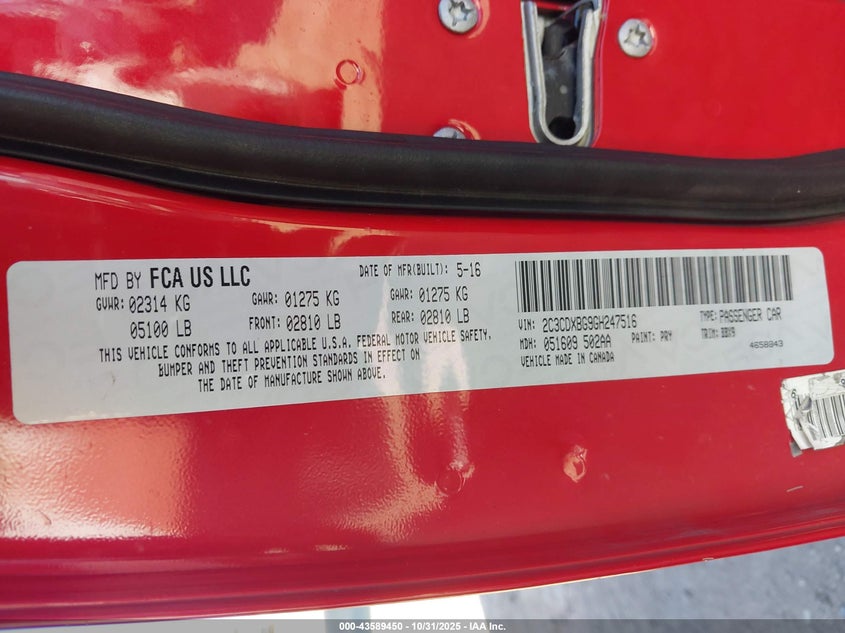 MFD BY FCA US LLC DATE OF MFR(BUILT): 5-16
GVWR: 02314 KG GAWR: 01275 KG GAWR: 01275 KG
05100 LB FRONT: 02810 LB REAR: 02810 LB
THIS VEHICLE CONFORMS TO ALL APPLICABLE U.S.A. FEDERAL MOTOR VEHICLE SAFETY,
BUMPER AND THEFT PREVENTION STANDARDS IN EFFECT ON
THE DATE OF MANUFACTURE SHOWN ABOVE.
VIN: 2C3CDXBG9GH247516 TYPE: PASSENGER CAR
MDH: 051609 502AA PAINT: PRY TRIM: BBX9
VEHICLE MADE IN CANADA 4658843
000-43589450 - 10/31/2025 - IAA Inc.